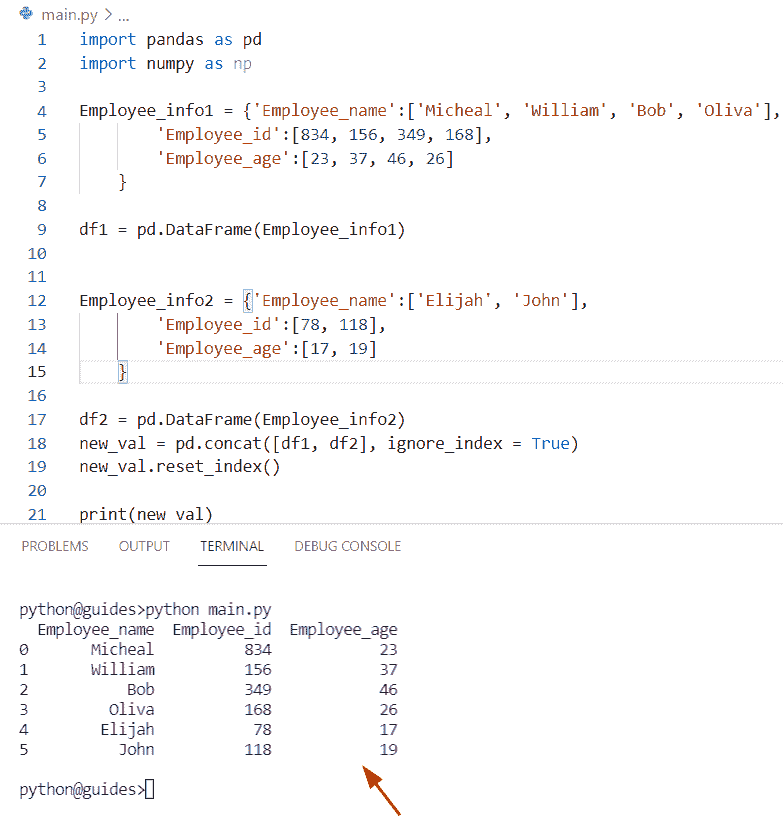 main.py > ...
1 import pandas as pd
2 import numpy as np
3
4 Employee_info1 = {'Employee_name':['Micheal', 'William', 'Bob', 'Oliva'],
5 'Employee_id':[834, 156, 349, 168],
6 'Employee_age':[23, 37, 46, 26]
7 }
8
9 df1 = pd.DataFrame(Employee_info1)
10
11
12 Employee_info2 = {'Employee_name':['Elijah', 'John'],
13 'Employee_id':[78, 118],
14 'Employee_age':[17, 19]
15 }
16
17 df2 = pd.DataFrame(Employee_info2)
18 new_val = pd.concat([df1, df2], ignore_index = True)
19 new_val.reset_index()
20
21 print(new_val)
PROBLEMS OUTPUT TERMINAL DEBUG CONSOLE
python@guides>python main.py
Employee_name Employee_id Employee_age
0 Micheal 834 23
1 William 156 37
2 Bob 349 46
3 Oliva 168 26
4 Elijah 78 17
5 John 118 19
python@guides>